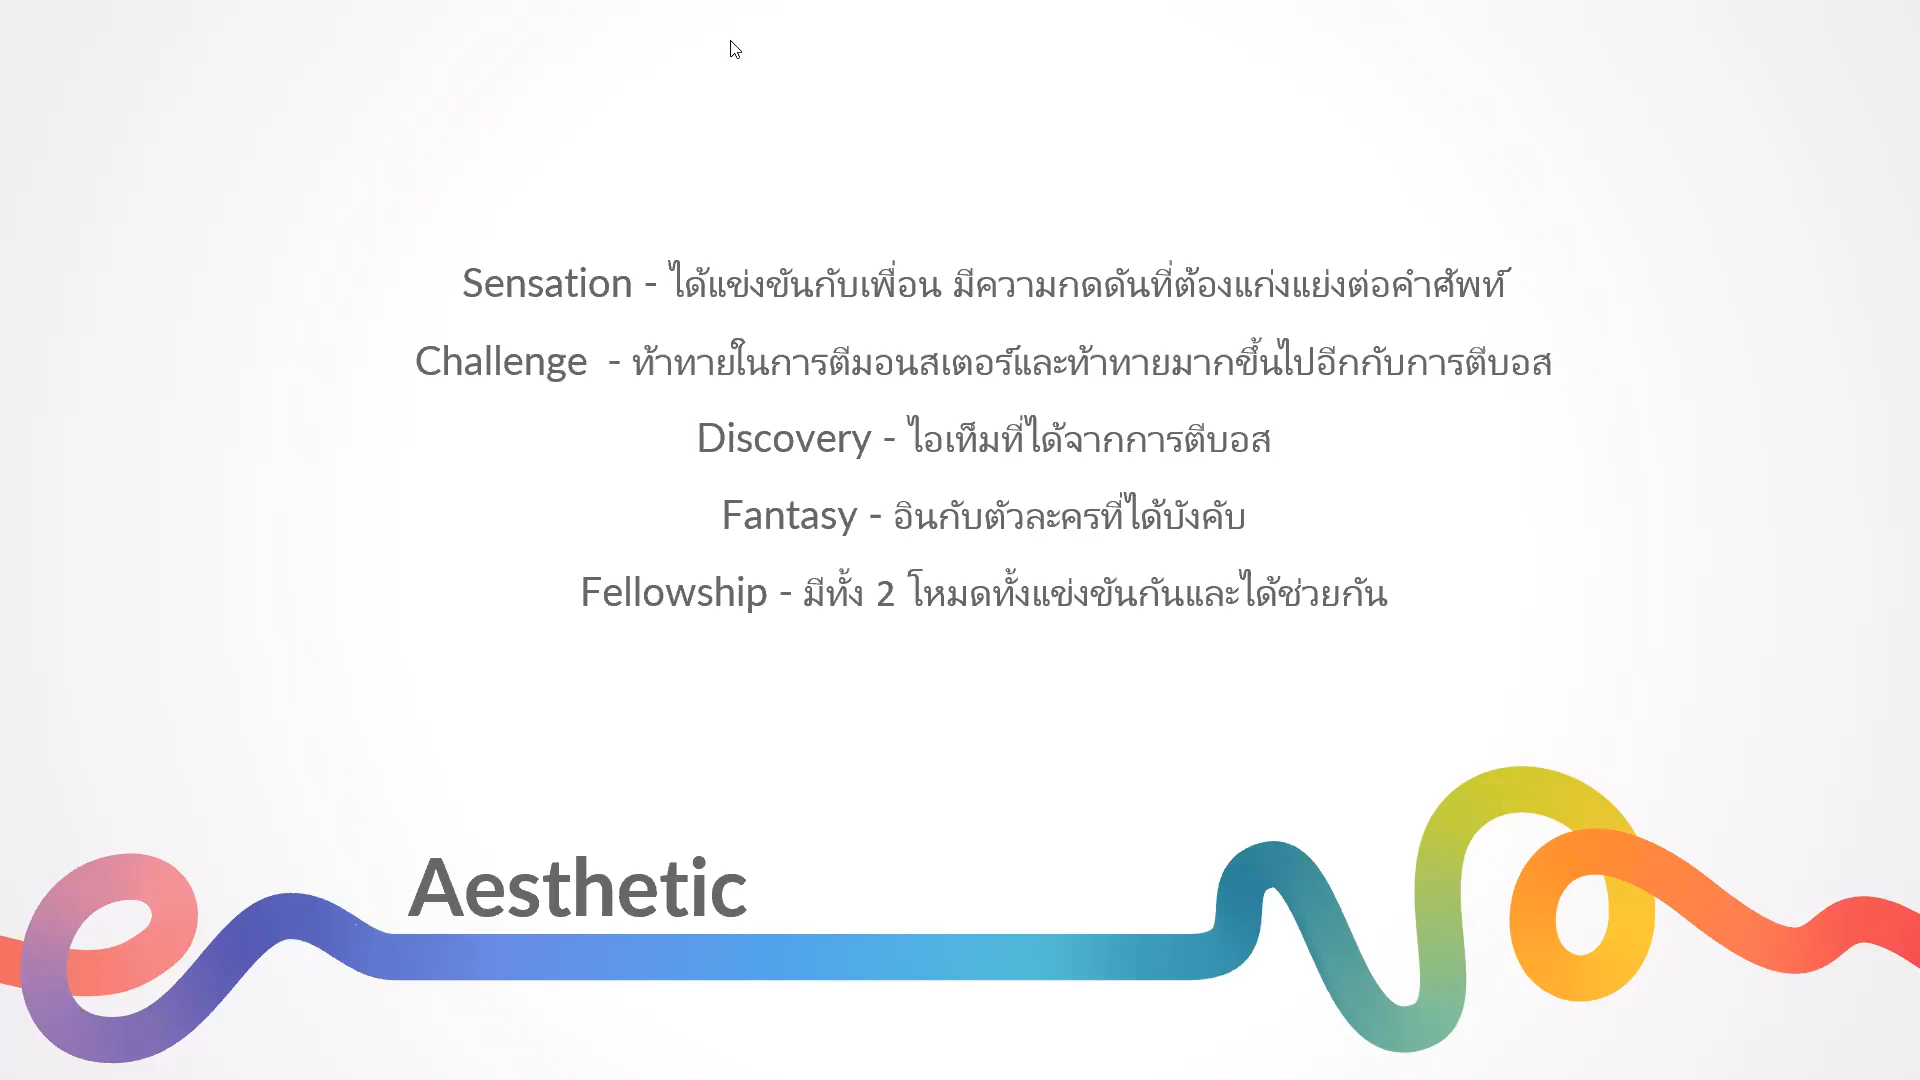 Sensation - ได้แข่งขันกับเพื่อน มีความกดดันที่ต้องแก่งแย่งต่อคำศัพท์
Challenge - ท้าทายในการตีมอนสเตอร์และท้าทายมากขึ้นไปอีกกับการตีบอส
Discovery - ไอเท็มที่ได้จากการตีบอส
Fantasy - อินกับตัวละครที่ได้บังคับ
Fellowship - มีทั้ง 2 โหมดทั้งแข่งขันกันและได้ช่วยกัน
Aesthetic